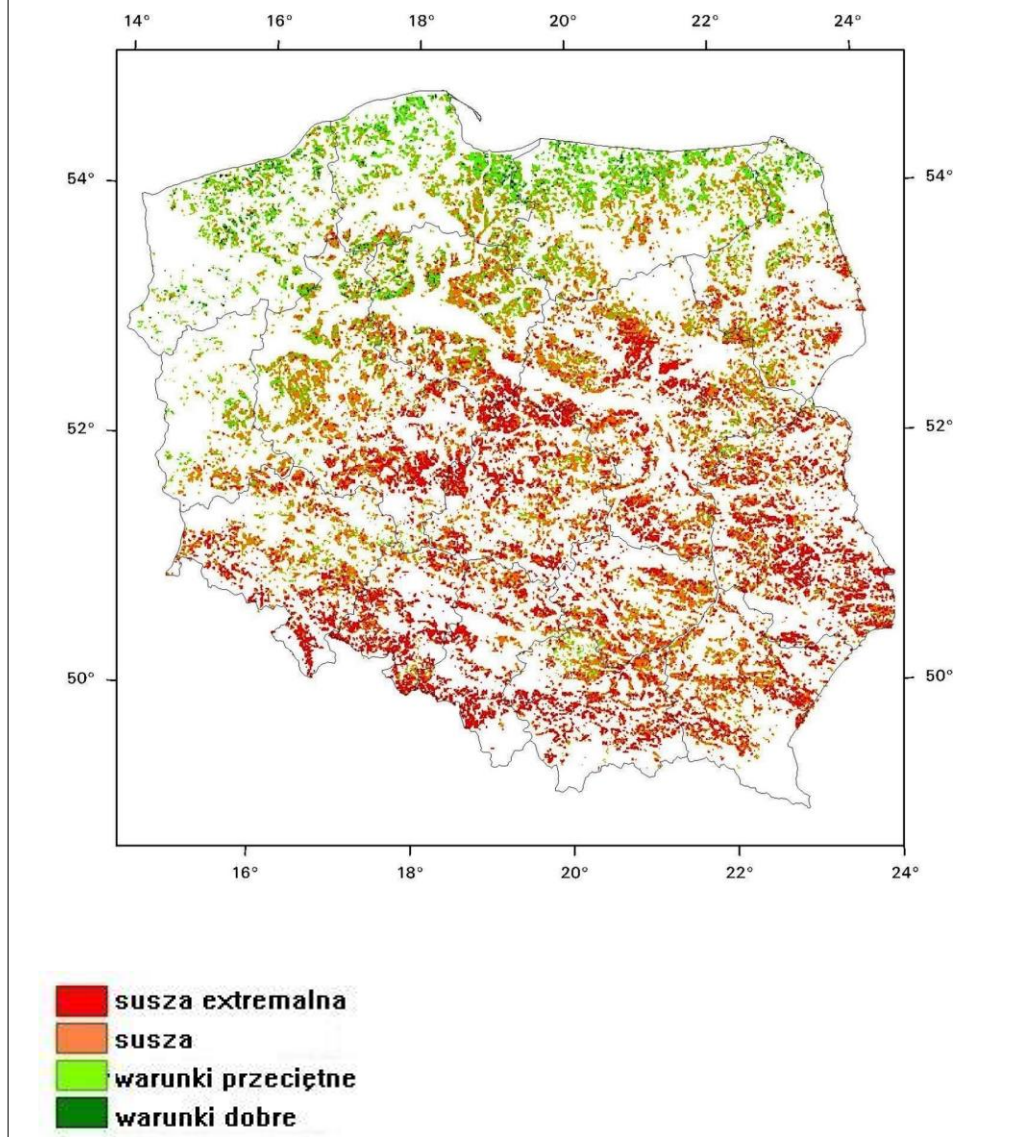 14° 16° 18° 20° 22° 24°
54° 54°
52° 52°
50° 50°
16° 18° 20° 22° 24°
susza extremalna
susza
warunki przeciętne
warunki dobre